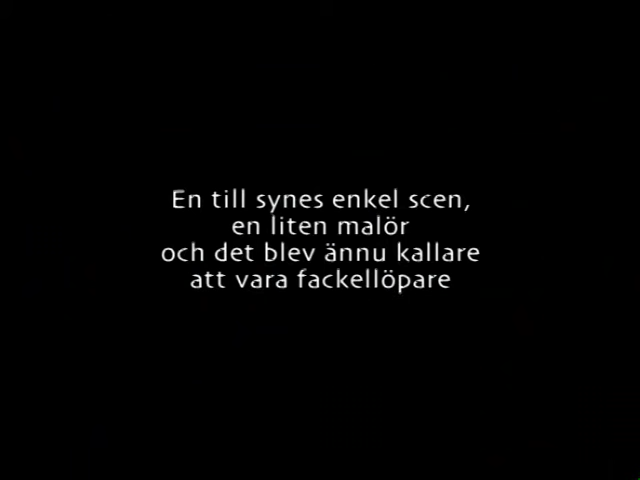 En till synes enkel scen,
en liten malör
och det blev ännu kallare
att vara fackellöpare